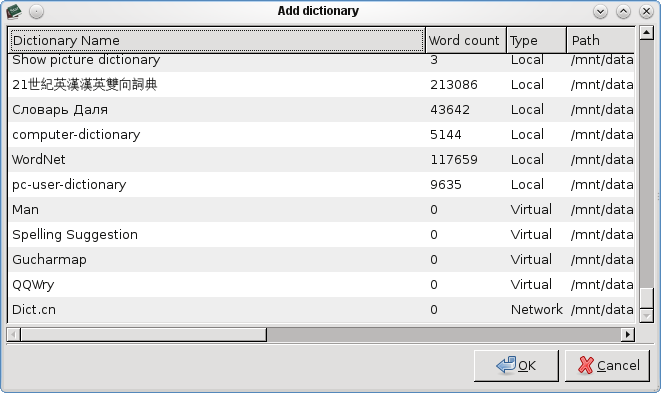 Add dictionary
Dictionary Name Word count Type Path
Show picture dictionary 3 Local /mnt/data
21世紀英漢漢英雙向詞典 213086 Local /mnt/data
Словарь Даля 43642 Local /mnt/data
computer-dictionary 5144 Local /mnt/data
WordNet 117659 Local /mnt/data
pc-user-dictionary 9635 Local /mnt/data
Man 0 Virtual /mnt/data
Spelling Suggestion 0 Virtual /mnt/data
Gucharmap 0 Virtual /mnt/data
QQWry 0 Virtual /mnt/data
Dict.cn 0 Network /mnt/data
OK Cancel